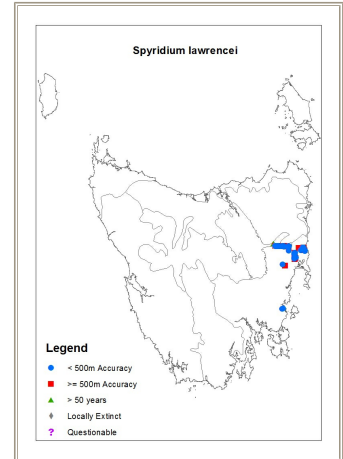 Spyridium lawrencei
Legend
< 500m Accuracy
>= 500m Accuracy
> 50 years
Locally Extinct
? Questionable